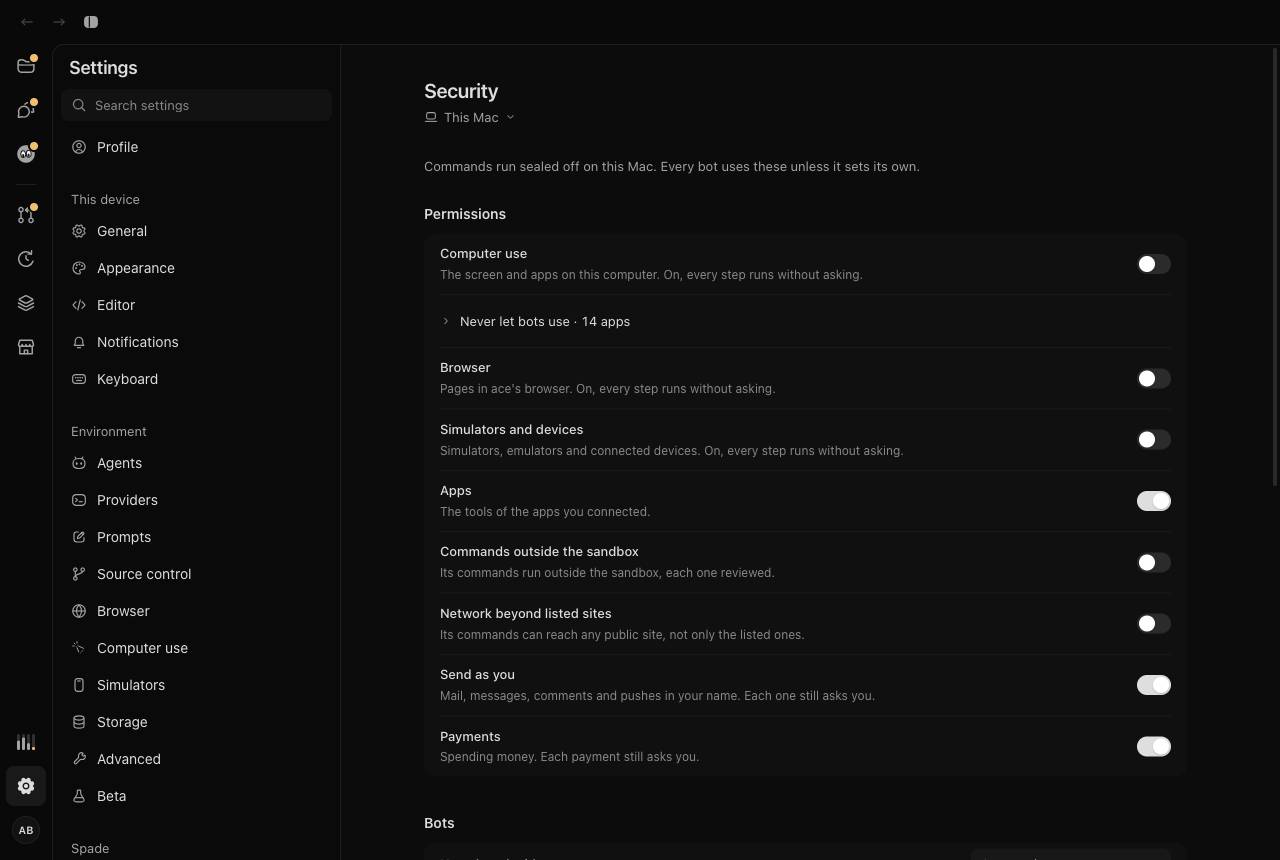 Settings
Search settings
Profile
This device
General
Appearance
Editor
Notifications
Keyboard
Environment
Agents
Providers
Prompts
Source control
Browser
Computer use
Simulators
Storage
Advanced
Beta
Spade
AB
Security
This Mac
Commands run sealed off on this Mac. Every bot uses these unless it sets its own.
Permissions
Computer use
The screen and apps on this computer. On, every step runs without asking.
Never let bots use · 14 apps
Browser
Pages in ace's browser. On, every step runs without asking.
Simulators and devices
Simulators, emulators and connected devices. On, every step runs without asking.
Apps
The tools of the apps you connected.
Commands outside the sandbox
Its commands run outside the sandbox, each one reviewed.
Network beyond listed sites
Its commands can reach any public site, not only the listed ones.
Send as you
Mail, messages, comments and pushes in your name. Each one still asks you.
Payments
Spending money. Each payment still asks you.
Bots